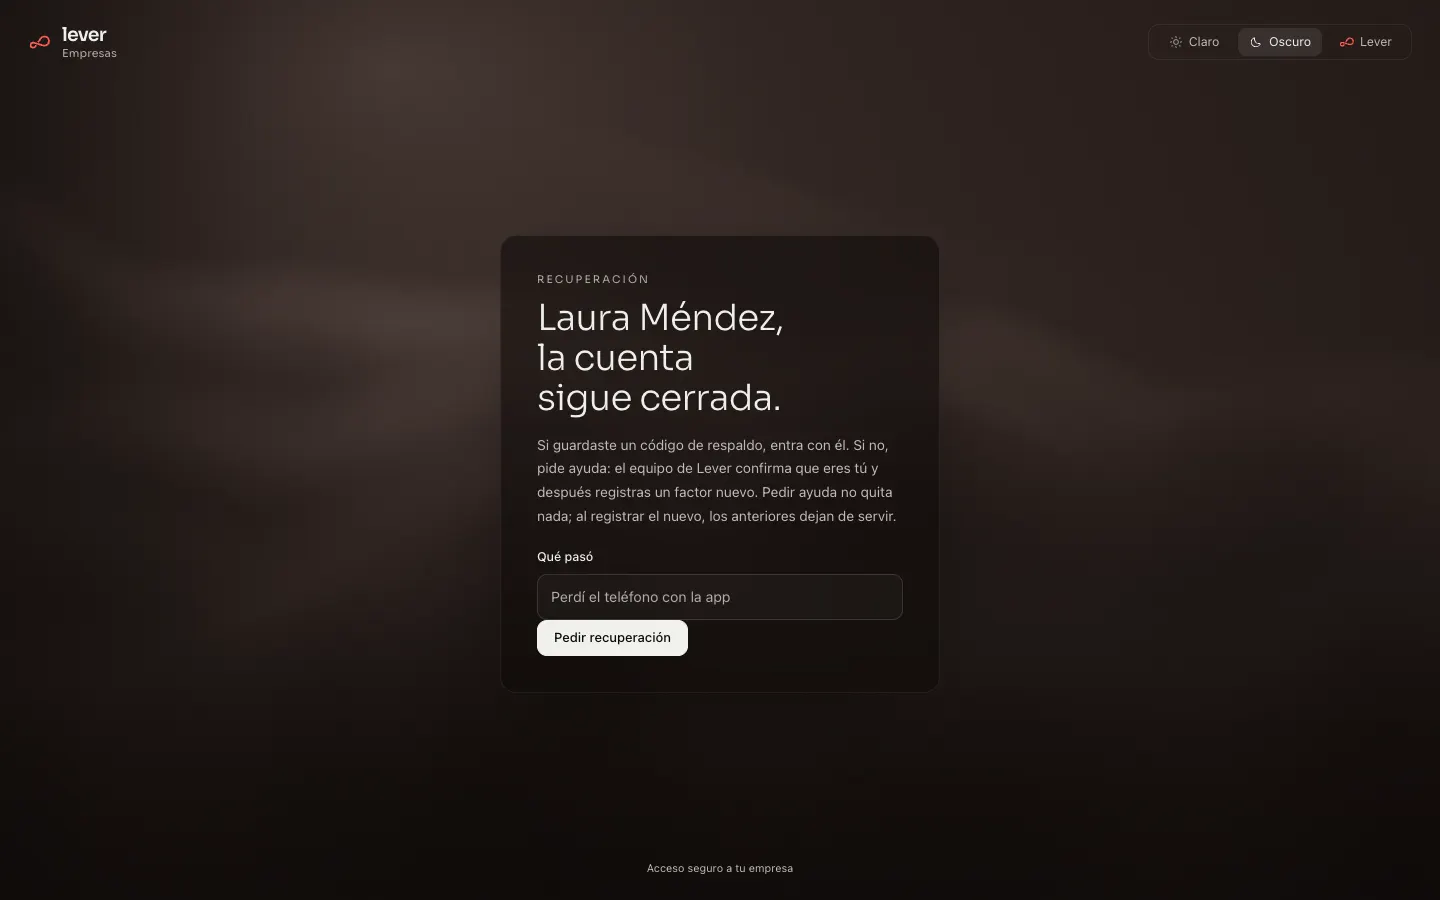 lever
Empresas
Claro
Oscuro
Lever
RECUPERACIÓN
Laura Méndez,
la cuenta
sigue cerrada.
Si guardaste un código de respaldo, entra con él. Si no,
pide ayuda: el equipo de Lever confirma que eres tú y
después registras un factor nuevo. Pedir ayuda no quita
nada; al registrar el nuevo, los anteriores dejan de servir.
Qué pasó
Perdí el teléfono con la app
Pedir recuperación
Acceso seguro a tu empresa